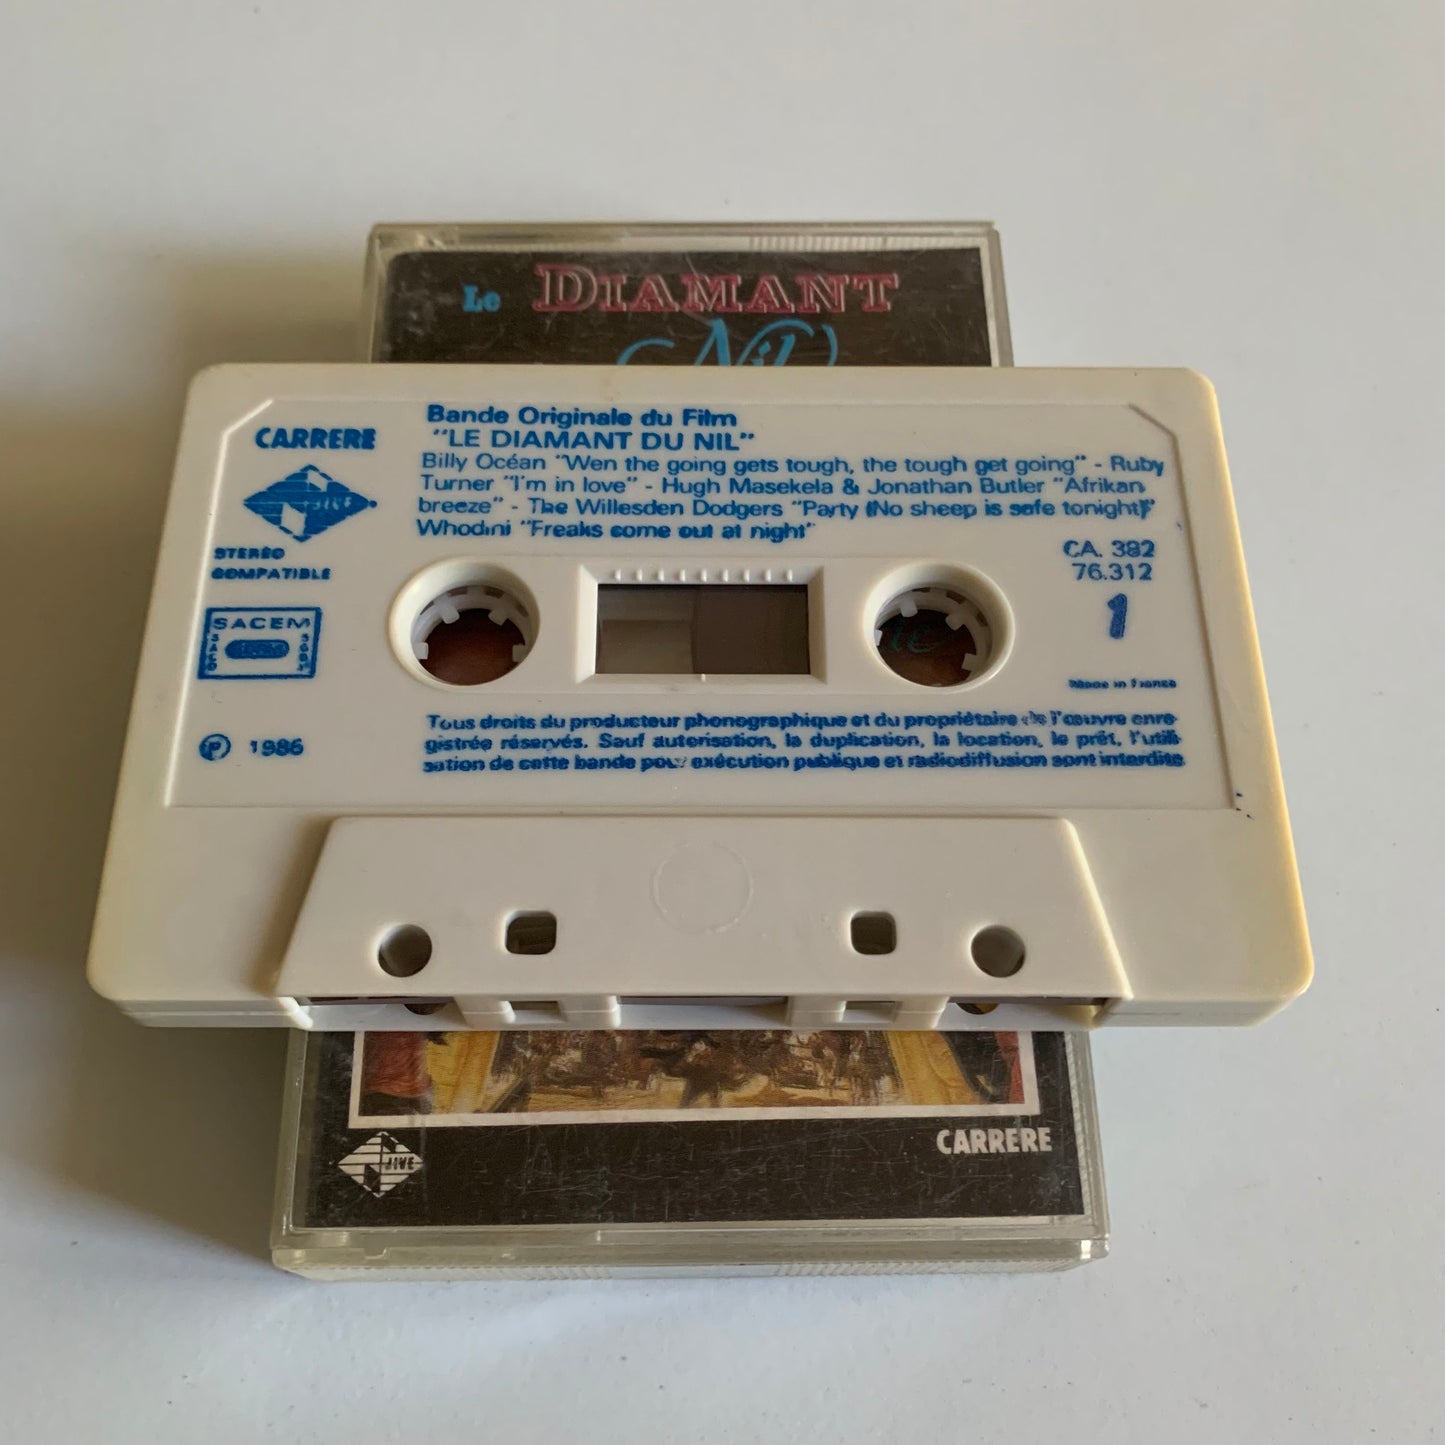 Le DIAMANT
Nil
CARRERE
JIVE
STEREO
COMPATIBLE
SACEM
Ⓟ 1986
Bande Originale du Film
"LE DIAMANT DU NIL"
Billy Océan "Wen the going gets tough, the tough get going" - Ruby
Turner "I'm in love" - Hugh Masekela & Jonathan Butler "Afrikan
breeze" - The Willesden Dodgers "Party (No sheep is safe tonight)"
Whodini "Freaks come out at night"
CA. 382
76.312
1
Made in France
Tous droits du producteur phonographique et du propriétaire de l'œuvre enre-
gistrée réservés. Sauf autorisation, la duplication, la location, le prêt, l'utili-
sation de cette bande pour exécution publique et radiodiffusion sont interdits
JIVE
CARRERE